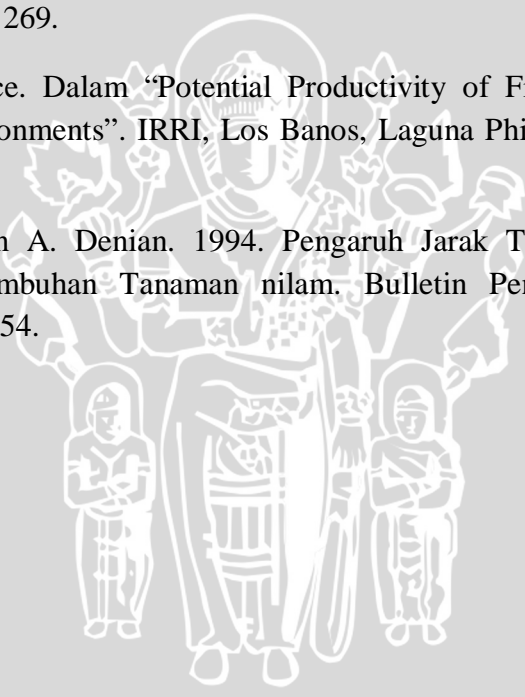 269.
ce. Dalam “Potential Productivity of Fi
onments”. IRRI, Los Banos, Laguna Phi
n A. Denian. 1994. Pengaruh Jarak T
mbuhan Tanaman nilam. Bulletin Per
54.